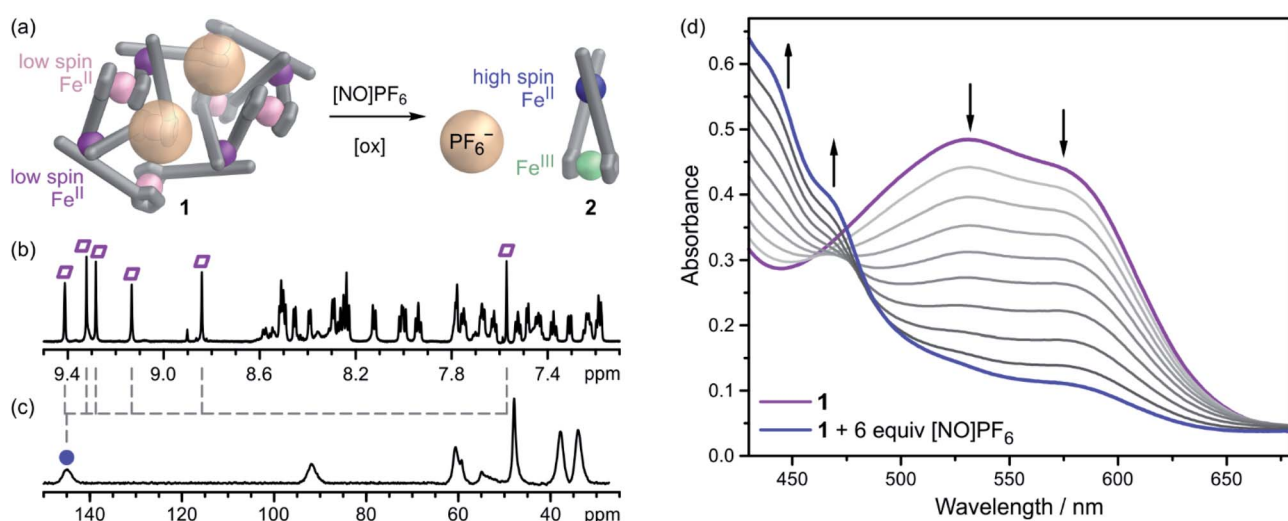 (a)
low spin
Fe^II
low spin
Fe^II
1
[NO]PF₆
[ox]
PF₆⁻
high spin
Fe^II
Fe^III
2
(b)
9.4 9.0 8.6 8.2 7.8 7.4 ppm
(c)
140 120 100 80 60 40 ppm
(d)
Absorbance
0.6
0.5
0.4
0.3
0.2
0.1
0.0
1
1 + 6 equiv [NO]PF₆
450 500 550 600 650
Wavelength / nm